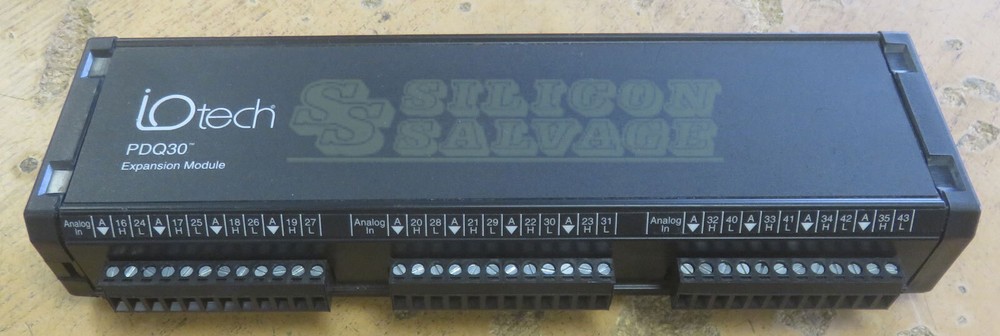 iOtech
SILICON
SALVAGE
PDQ30™
Expansion Module
Analog In A 16 H 24 L A 17 H 25 L A 18 H 26 L A 19 H 27 L
Analog In A 20 H 28 L A 21 H 29 L A 22 H 30 L A 23 H 31 L
Analog In A 32 H 40 L A 33 H 41 L A 34 H 42 L A 35 H 43 L